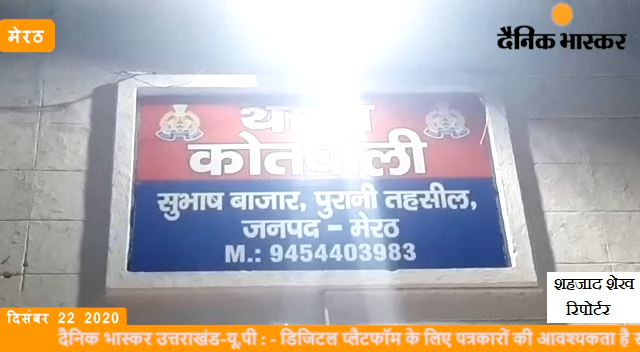 मेरठ
दैनिक भास्कर
थाना
कोतवाली
सुभाष बाजार, पुरानी तहसील,
जनपद - मेरठ
M.: 9454403983
शहजाद शेख
रिपोर्टर
दिसंबर 22 2020
दैनिक भास्कर उत्तराखंड-यू.पी : - डिजिटल प्लैटफॉम के लिए पत्रकारों की आवश्यकता है